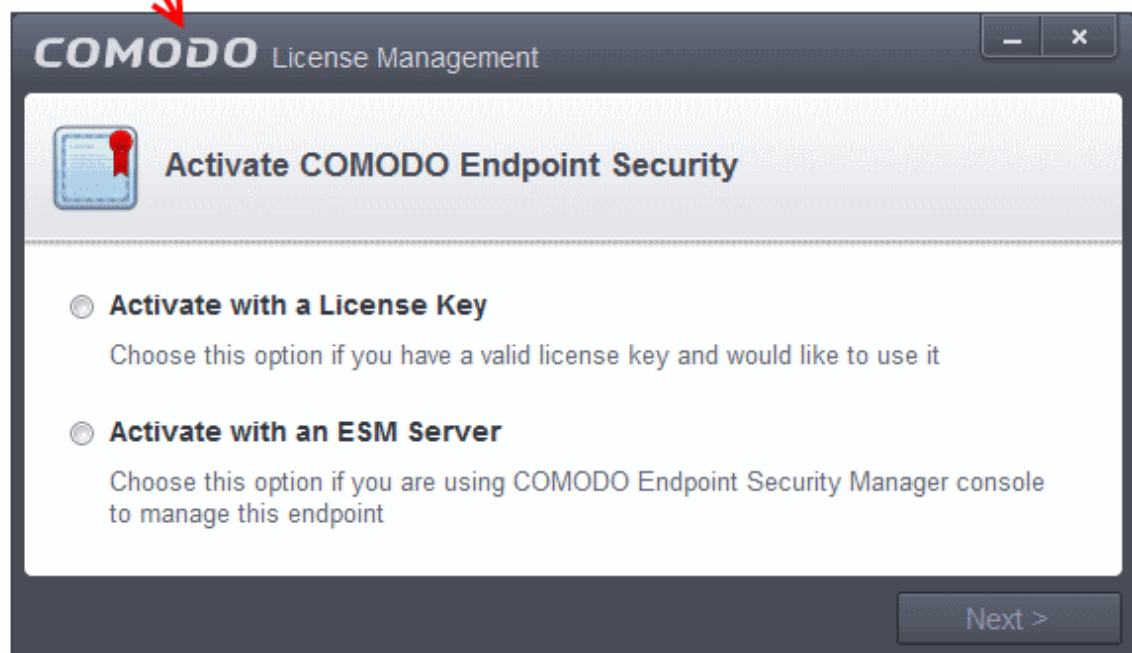 COMODO License Management
Activate COMODO Endpoint Security
Activate with a License Key
Choose this option if you have a valid license key and would like to use it
Activate with an ESM Server
Choose this option if you are using COMODO Endpoint Security Manager console
to manage this endpoint
Next >